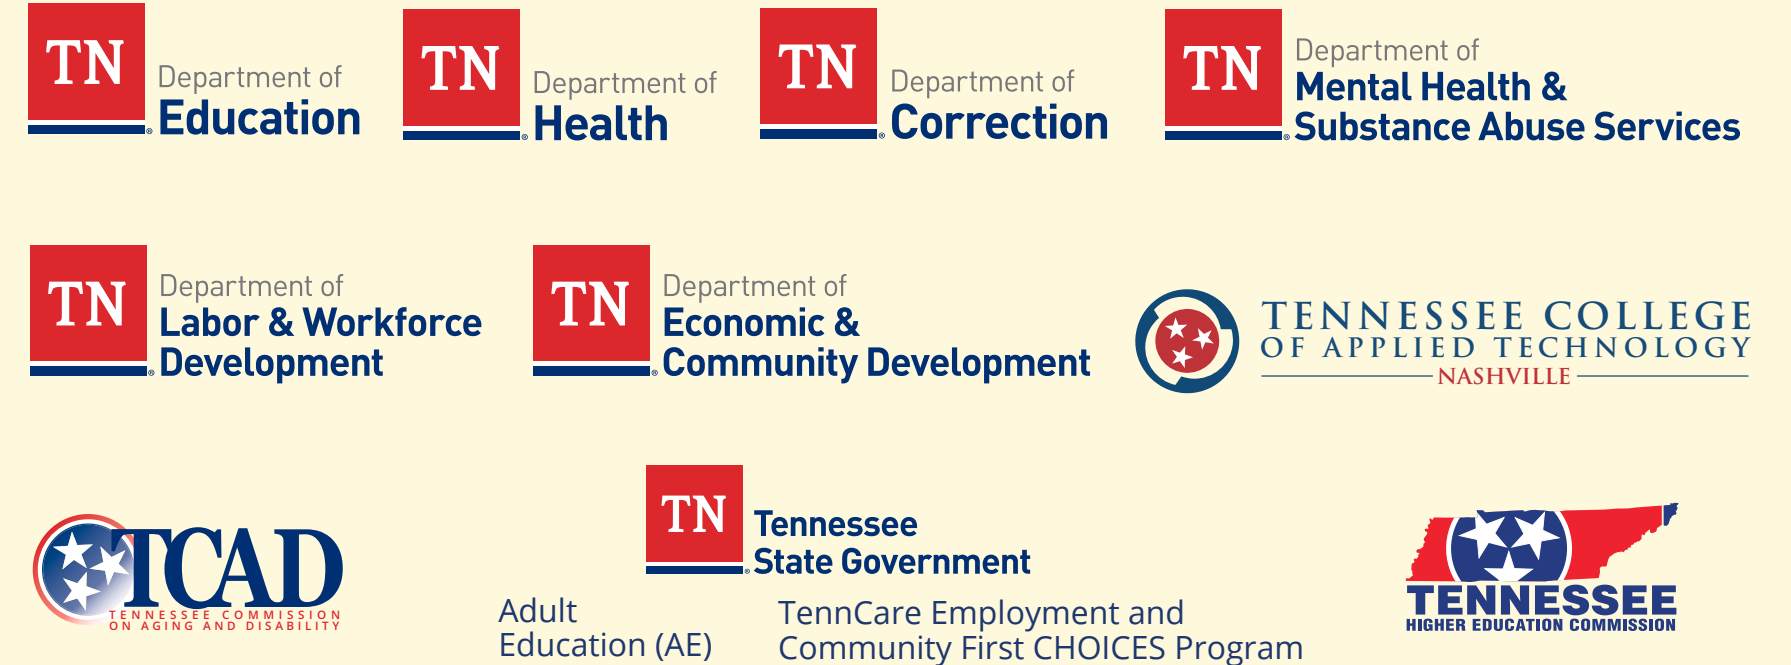 TN
Department of
Education
TN
Department of
Health
TN
Department of
Correction
TN
Department of
Mental Health &
Substance Abuse Services
TN
Department of
Labor & Workforce
Development
TN
Department of
Economic &
Community Development
TENNESSEE COLLEGE
OF APPLIED TECHNOLOGY
NASHVILLE
TCAD
TENNESSEE COMMISSION
ON AGING AND DISABILITY
TN
Tennessee
State Government
Adult
Education (AE)
TennCare Employment and
Community First CHOICES Program
TENNESSEE
HIGHER EDUCATION COMMISSION